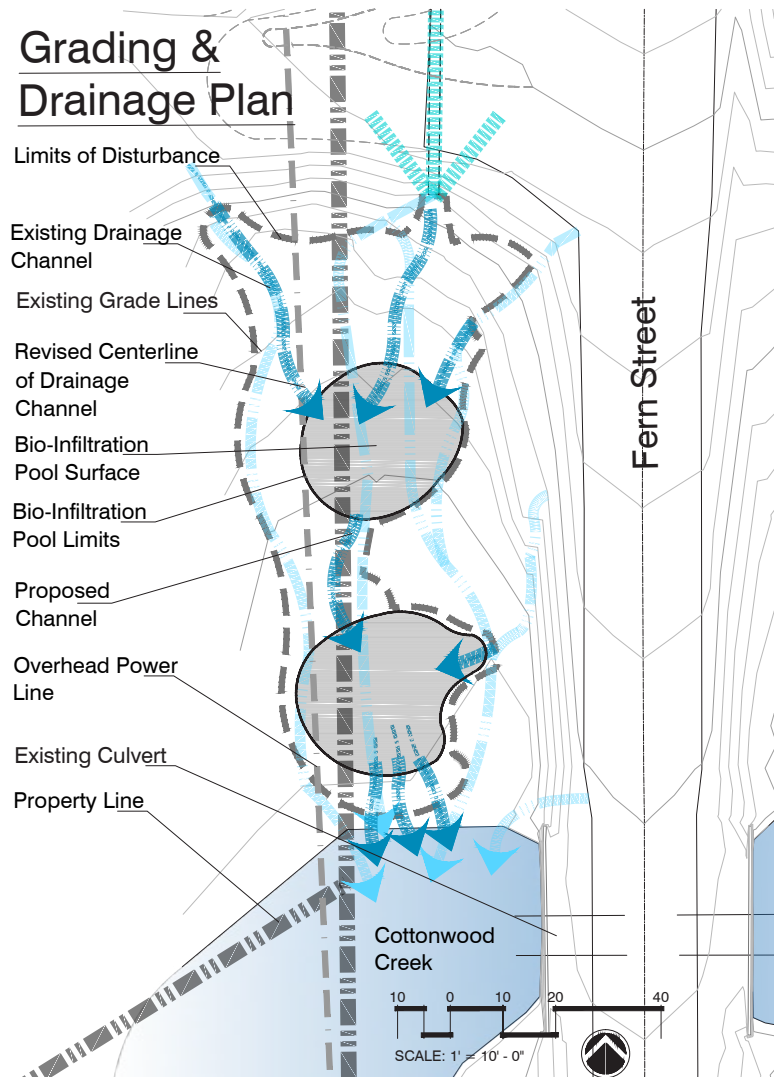 Grading &
Drainage Plan
Limits of Disturbance
Existing Drainage
Channel
Existing Grade Lines
Revised Centerline
of Drainage
Channel
Bio-Infiltration
Pool Surface
Bio-Infiltration
Pool Limits
Proposed
Channel
Overhead Power
Line
Existing Culvert
Property Line
Fern Street
Cottonwood
Creek
10 0 10 20 40
SCALE: 1' = 10' - 0"